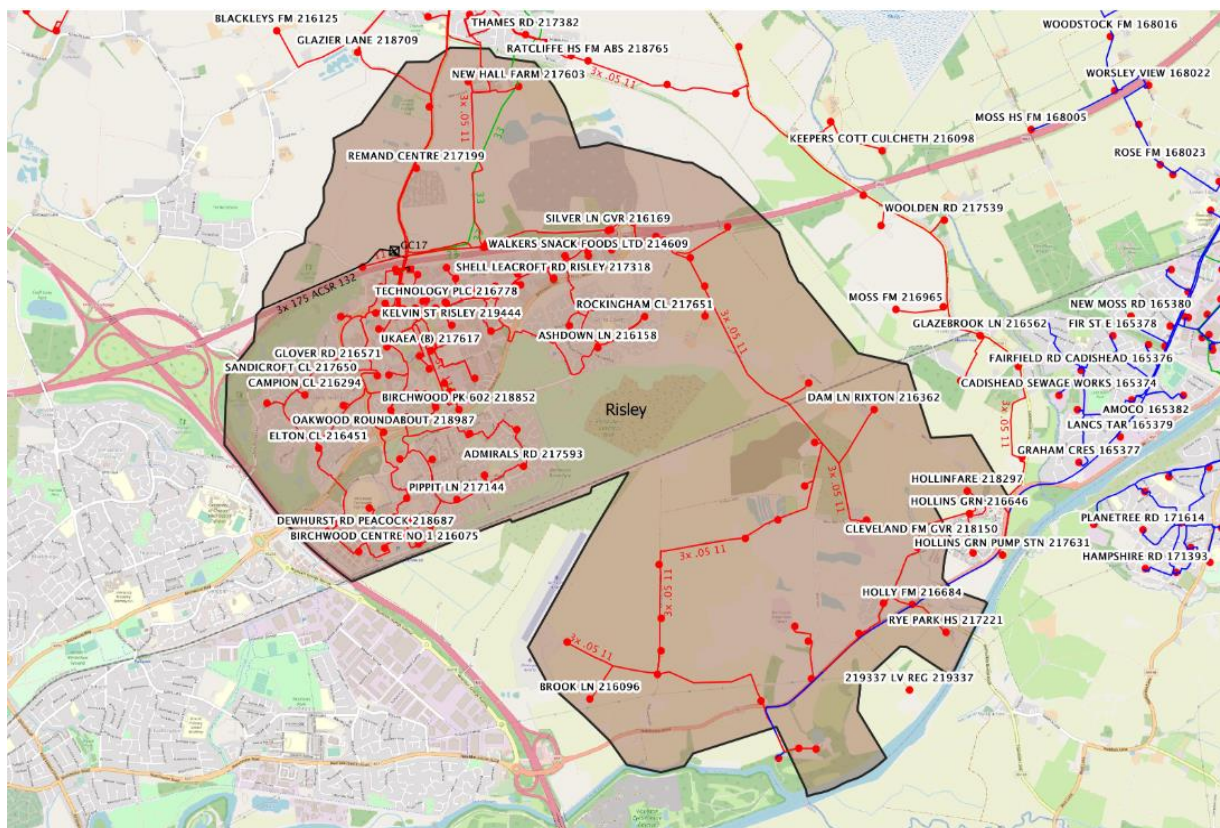 BLACKLEYS FM 216125
THAMES RD 217382
WOODSTOCK FM 168016
GLAZIER LANE 218709
RATCLIFFE HS FM ABS 218765
NEW HALL FARM 217603
3x .05 11
WORSLEY VIEW 168022
3x .05 11
33
MOSS HS FM 168005
KEEPERS COTT CULCHETH 216098
REMAND CENTRE 217199
ROSE FM 168023
33
WOOLDEN RD 217539
SILVER LN GVR 216169
GC17
WALKERS SNACK FOODS LTD 214609
11
SHELL LEACROFT RD RISLEY 217318
3x 175 ACSR 132
TECHNOLOGY PLC 216778
ROCKINGHAM CL 217651
MOSS FM 216965
NEW MOSS RD 165380
KELVIN ST RISLEY 219444
GLAZEBROOK LN 216562
FIR ST E 165378
UKAEA (B) 217617
ASHDOWN LN 216158
3x .05 11
GLOVER RD 216571
FAIRFIELD RD CADISHEAD 165376
SANDICROFT CL 217650
CAMPION CL 216294
CADISHEAD SEWAGE WORKS 165374
BIRCHWOOD PK 602 218852
DAM LN RIXTON 216362
AMOCO 165382
Risley
OAKWOOD ROUNDABOUT 218987
3x .05 11
LANCS TAR 165379
ELTON CL 216451
ADMIRALS RD 217593
GRAHAM CRES 165377
3x .05 11
HOLLINFARE 218297
PIPPIT LN 217144
HOLLINS GRN 216646
DEWHURST RD PEACOCK 218687
CLEVELAND FM GVR 218150
PLANETREE RD 171614
BIRCHWOOD CENTRE NO 1 216075
HOLLINS GRN PUMP STN 217631
3x .05 11
HAMPSHIRE RD 171393
3x .05 11
HOLLY FM 216684
RYE PARK HS 217221
3x .05 11
BROOK LN 216096
219337 LV REG 219337